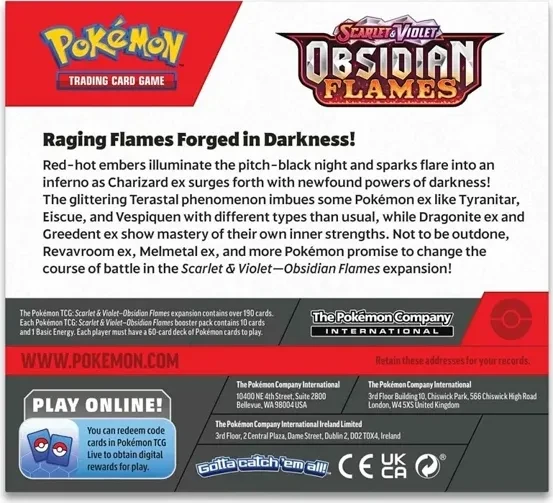 POKÉMON
TRADING CARD GAME
SCARLET & VIOLET
OBSIDIAN
FLAMES
Raging Flames Forged in Darkness!
Red-hot embers illuminate the pitch-black night and sparks flare into an
inferno as Charizard ex surges forth with newfound powers of darkness!
The glittering Terastal phenomenon imbues some Pokémon ex like Tyranitar,
Eiscue, and Vespiquen with different types than usual, while Dragonite ex and
Greedent ex show mastery of their own inner strengths. Not to be outdone,
Revavroom ex, Melmetal ex, and more Pokémon promise to change the
course of battle in the Scarlet & Violet—Obsidian Flames expansion!
The Pokémon TCG: Scarlet & Violet–Obsidian Flames expansion contains over 190 cards.
Each Pokémon TCG: Scarlet & Violet–Obsidian Flames booster pack contains 10 cards
and 1 Basic Energy. Each player must have a 60-card deck of Pokémon cards to play.
The Pokémon Company
INTERNATIONAL
WWW.POKEMON.COM
Retain these addresses for your records.
PLAY ONLINE!
You can redeem code
cards in Pokémon TCG
Live to obtain digital
rewards for play.
The Pokémon Company International
10400 NE 4th Street, Suite 2800
Bellevue, WA 98004 USA
The Pokémon Company International
3rd Floor Building 10, Chiswick Park, 566 Chiswick High Road
London, W4 5XS United Kingdom
The Pokémon Company International Ireland Limited
3rd Floor, 2 Central Plaza, Dame Street, Dublin 2, D02 T0X4, Ireland
Gotta catch 'em all!
CE
UK
CA